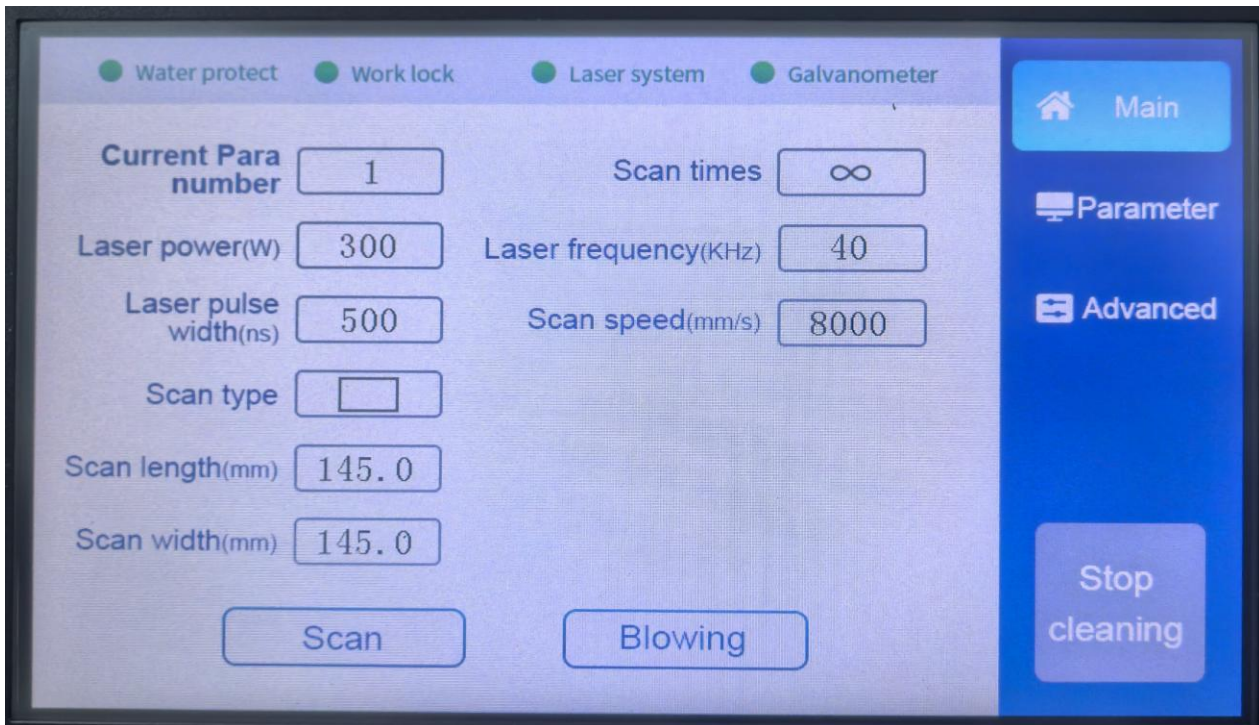 Water protect Work lock Laser system Galvanometer
Main
Current Para
number 1
Scan times ∞
Parameter
Laser power(W) 300
Laser frequency(KHz) 40
Laser pulse
width(ns) 500
Scan speed(mm/s) 8000
Advanced
Scan type
Scan length(mm) 145.0
Scan width(mm) 145.0
Stop
cleaning
Scan
Blowing